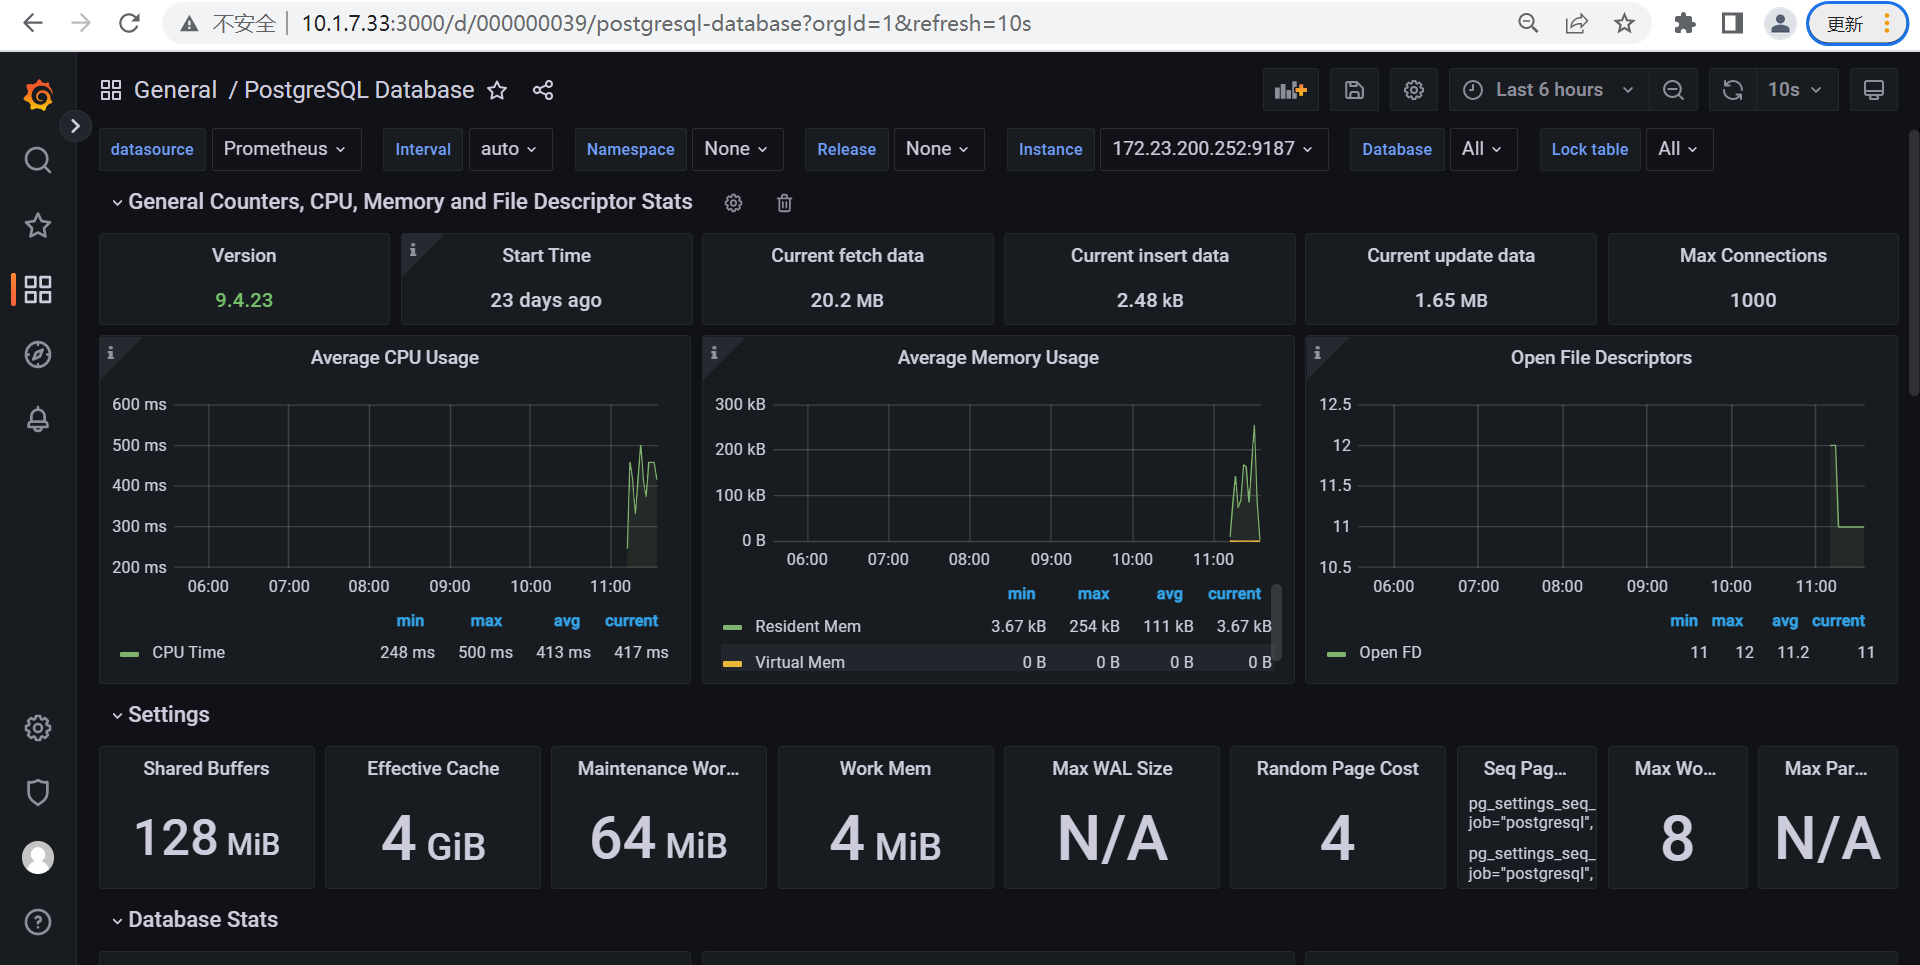 不安全 10.1.7.33:3000/d/000000039/postgresql-database?orgId=1&refresh=10s 更新
General / PostgreSQL Database Last 6 hours 10s
datasource Prometheus Interval auto Namespace None Release None Instance 172.23.200.252:9187 Database All Lock table All
General Counters, CPU, Memory and File Descriptor Stats
Version
9.4.23
Start Time
23 days ago
Current fetch data
20.2 MB
Current insert data
2.48 kB
Current update data
1.65 MB
Max Connections
1000
Average CPU Usage
600 ms
500 ms
400 ms
300 ms
200 ms
06:00 07:00 08:00 09:00 10:00 11:00
min max avg current
CPU Time 248 ms 500 ms 413 ms 417 ms
Average Memory Usage
300 kB
200 kB
100 kB
0 B
06:00 07:00 08:00 09:00 10:00 11:00
min max avg current
Resident Mem 3.67 kB 254 kB 111 kB 3.67 kB
Virtual Mem 0 B 0 B 0 B 0 B
Open File Descriptors
12.5
12
11.5
11
10.5
06:00 07:00 08:00 09:00 10:00 11:00
min max avg current
Open FD 11 12 11.2 11
Settings
Shared Buffers
128 MiB
Effective Cache
4 GiB
Maintenance Wor...
64 MiB
Work Mem
4 MiB
Max WAL Size
N/A
Random Page Cost
4
Seq Pag...
pg_settings_seq_
job="postgresql",
pg_settings_seq_
job="postgresql",
Max Wo...
8
Max Par...
N/A
Database Stats